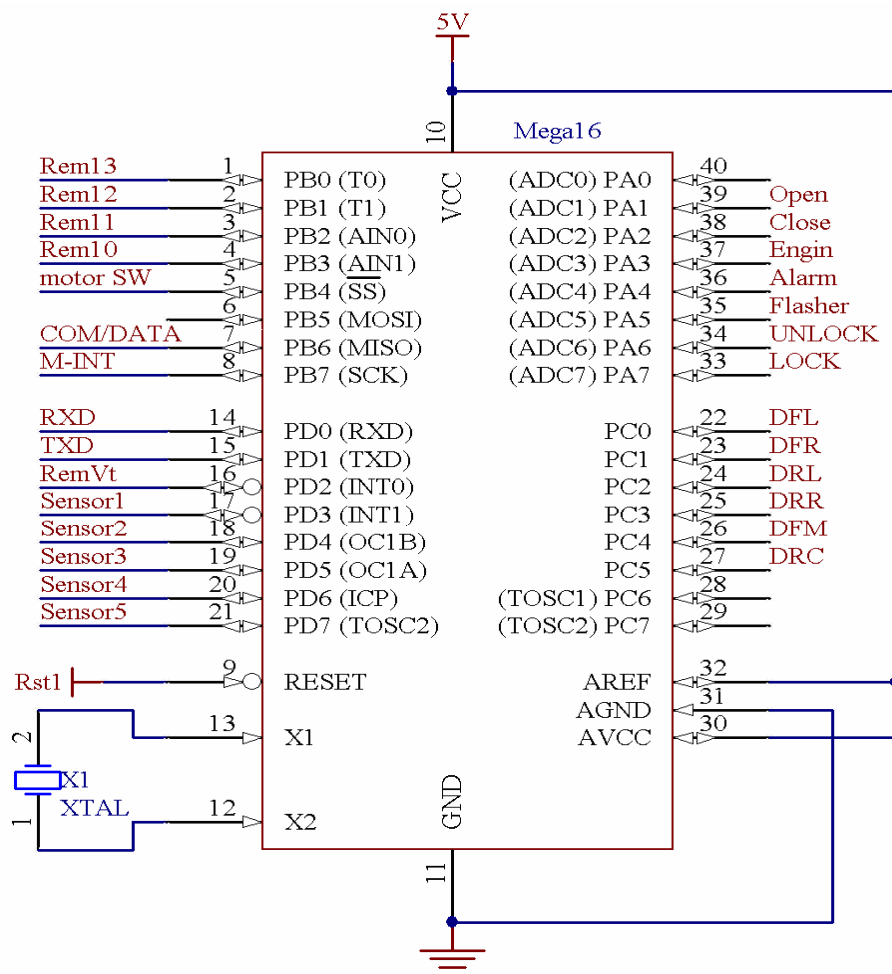 5V
10
Mega16
VCC
Rem13 1 PB0 (T0)
Rem12 2 PB1 (T1)
Rem11 3 PB2 (AIN0)
Rem10 4 PB3 (AIN1)
motor SW 5 PB4 (SS)
6 PB5 (MOSI)
COM/DATA 7 PB6 (MISO)
M-INT 8 PB7 (SCK)
(ADC0) PA0 40
(ADC1) PA1 39 Open
(ADC2) PA2 38 Close
(ADC3) PA3 37 Engin
(ADC4) PA4 36 Alarm
(ADC5) PA5 35 Flasher
(ADC6) PA6 34 UNLOCK
(ADC7) PA7 33 LOCK
RXD 14 PD0 (RXD)
TXD 15 PD1 (TXD)
RemVt 16 PD2 (INT0)
Sensor1 17 PD3 (INT1)
Sensor2 18 PD4 (OC1B)
Sensor3 19 PD5 (OC1A)
Sensor4 20 PD6 (ICP)
Sensor5 21 PD7 (TOSC2)
PC0 22 DFL
PC1 23 DFR
PC2 24 DRL
PC3 25 DRR
PC4 26 DFM
PC5 27 DRC
(TOSC1) PC6 28
(TOSC2) PC7 29
Rst1 9 RESET
AREF 32
AGND 31
AVCC 30
13 X1
2
X1
XTAL
1
12 X2
GND
11